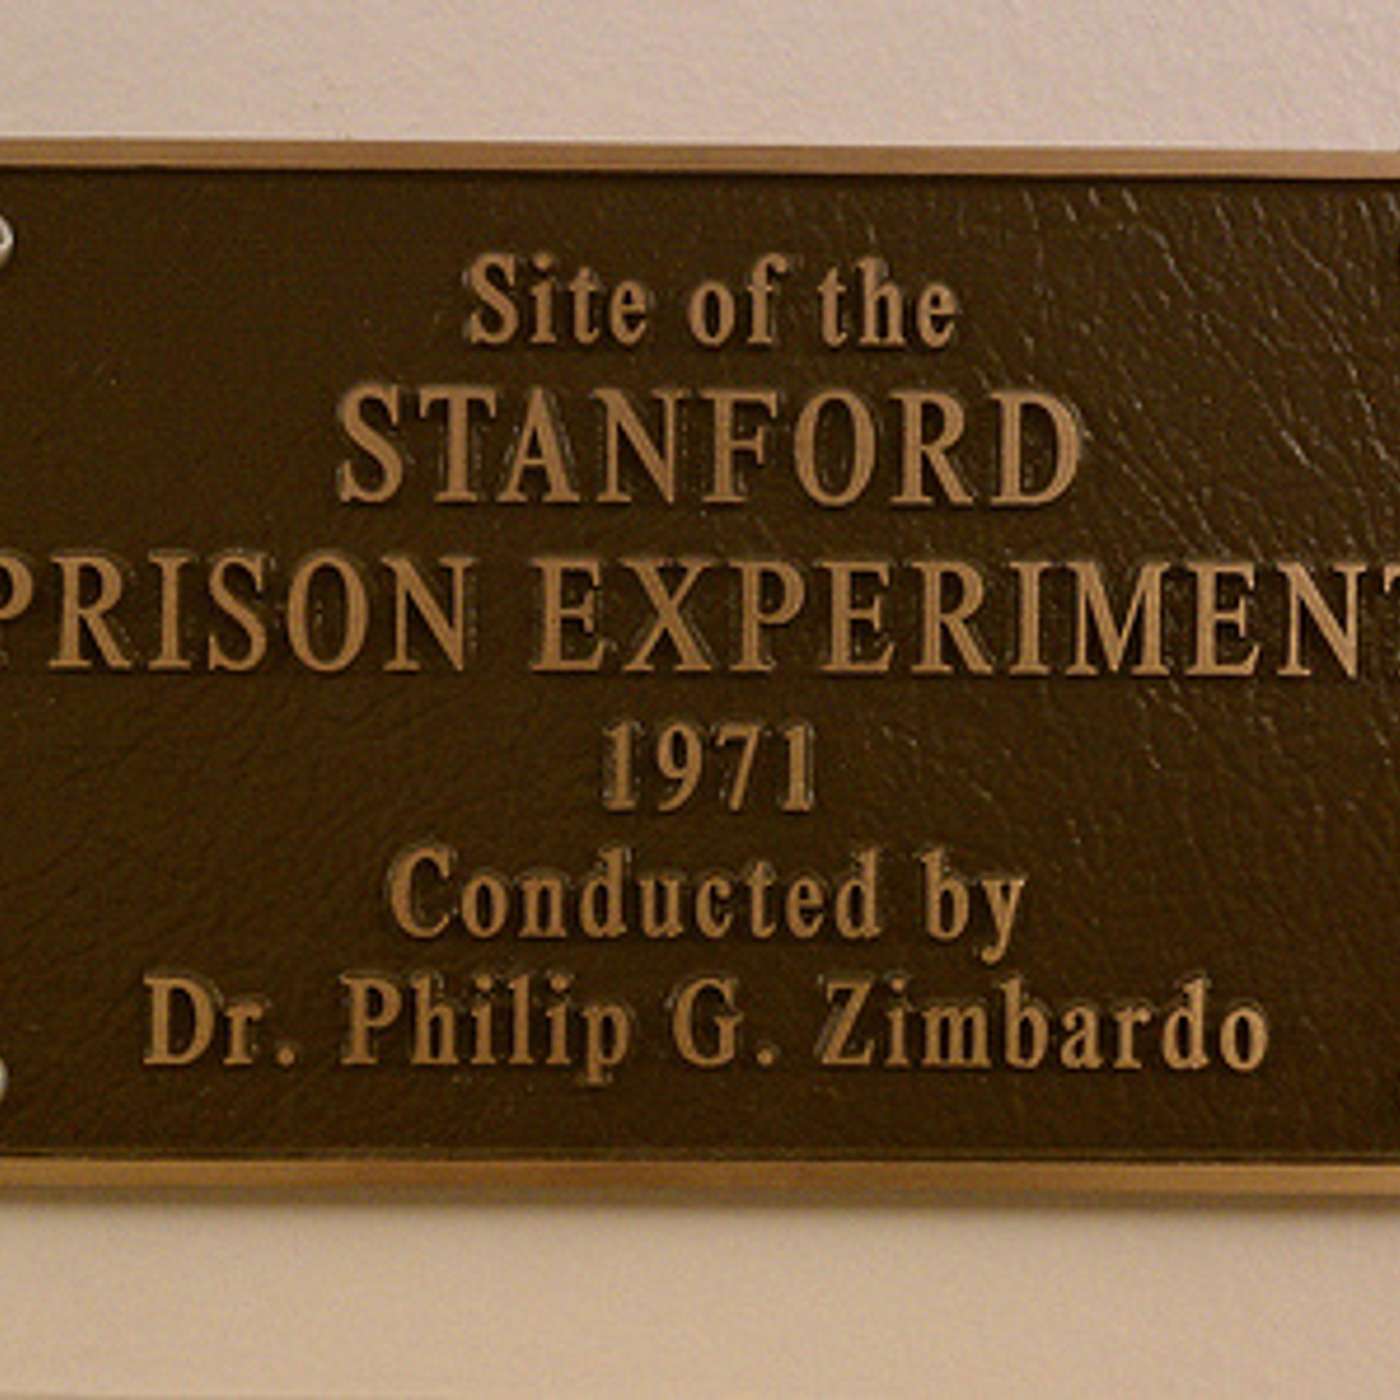 Site of the
STANFORD
PRISON EXPERIMENT
1971
Conducted by
Dr. Philip G. Zimbardo